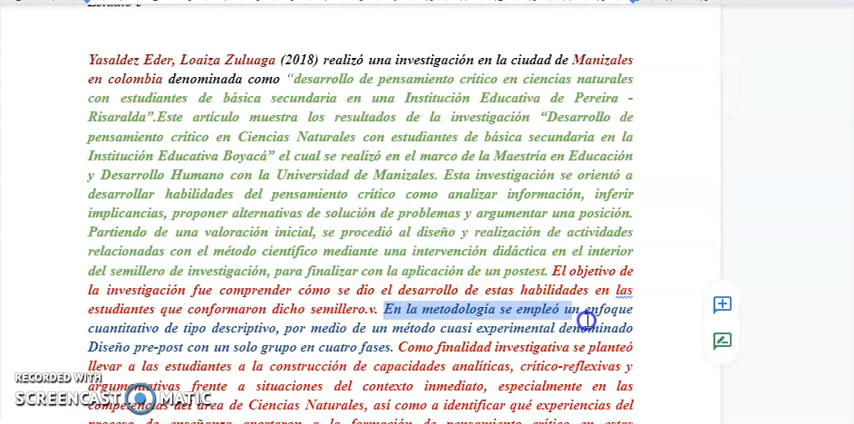 Yasaldez Eder, Loaiza Zuluaga (2018) realizó una investigación en la ciudad de Manizales
en colombia denominada como “desarrollo de pensamiento crítico en ciencias naturales
con estudiantes de básica secundaria en una Institución Educativa de Pereira -
Risaralda”.Este artículo muestra los resultados de la investigación “Desarrollo de
pensamiento crítico en Ciencias Naturales con estudiantes de básica secundaria en la
Institución Educativa Boyacá” el cual se realizó en el marco de la Maestría en Educación
y Desarrollo Humano con la Universidad de Manizales. Esta investigación se orientó a
desarrollar habilidades del pensamiento crítico como analizar información, inferir
implicancias, proponer alternativas de solución de problemas y argumentar una posición.
Partiendo de una valoración inicial, se procedió al diseño y realización de actividades
relacionadas con el método científico mediante una intervención didáctica en el interior
del semillero de investigación, para finalizar con la aplicación de un postest. El objetivo de
la investigación fue comprender cómo se dio el desarrollo de estas habilidades en las
estudiantes que conformaron dicho semillero.v. En la metodología se empleó un enfoque
cuantitativo de tipo descriptivo, por medio de un método cuasi experimental denominado
Diseño pre-post con un solo grupo en cuatro fases. Como finalidad investigativa se planteó
llevar a las estudiantes a la construcción de capacidades analíticas, crítico-reflexivas y
argumentativas frente a situaciones del contexto inmediato, especialmente en las
competencias del área de Ciencias Naturales, así como a identificar qué experiencias del
proceso de enseñanza aportaron a la formación de pensamiento crítico en estas
RECORDED WITH
SCREENCAST MATIC